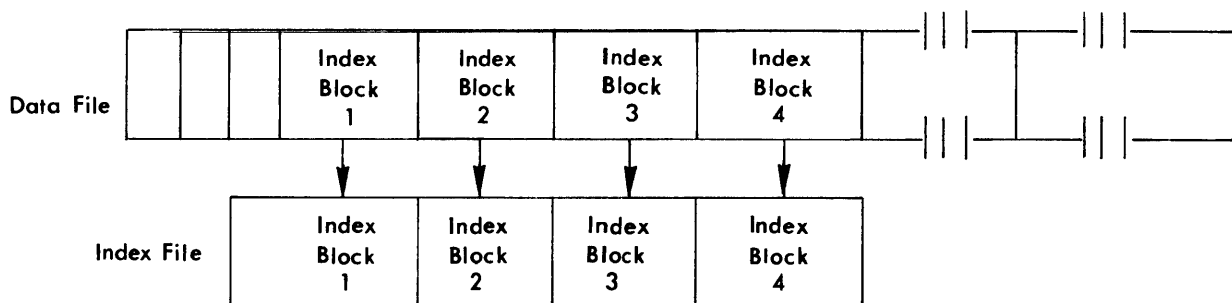 Data File
Index
Block
1
Index
Block
2
Index
Block
3
Index
Block
4
Index File
Index
Block
1
Index
Block
2
Index
Block
3
Index
Block
4